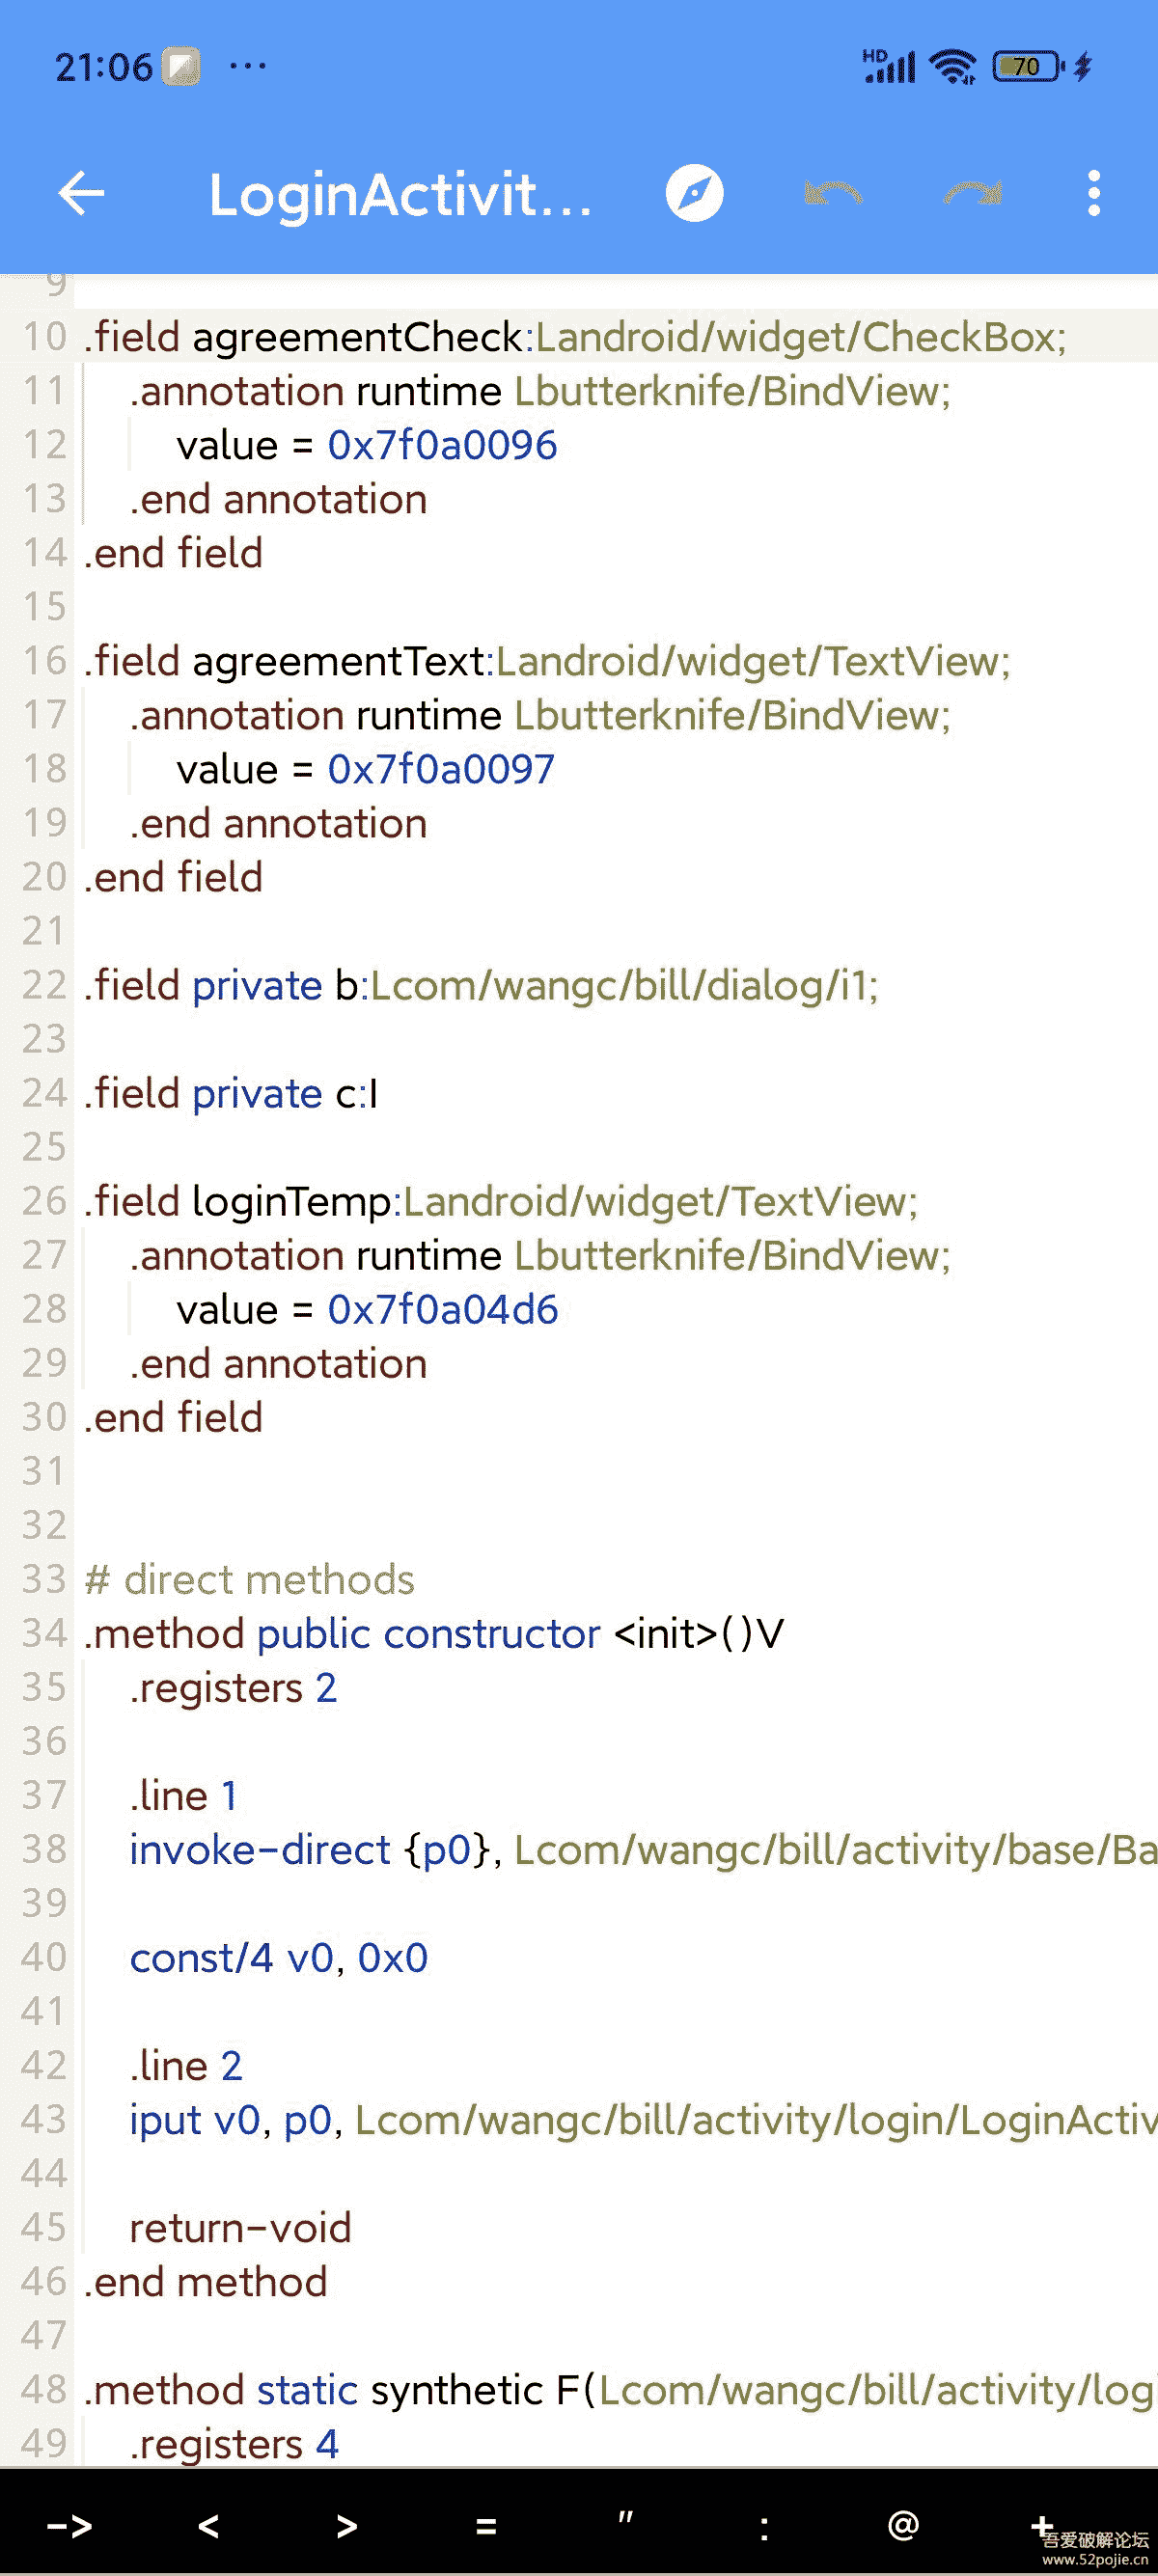 21:06 ... HD 70
LoginActivit...
9
10 .field agreementCheck:Landroid/widget/CheckBox;
11 .annotation runtime Lbutterknife/BindView;
12 value = 0x7f0a0096
13 .end annotation
14 .end field
15
16 .field agreementText:Landroid/widget/TextView;
17 .annotation runtime Lbutterknife/BindView;
18 value = 0x7f0a0097
19 .end annotation
20 .end field
21
22 .field private b:Lcom/wangc/bill/dialog/i1;
23
24 .field private c:I
25
26 .field loginTemp:Landroid/widget/TextView;
27 .annotation runtime Lbutterknife/BindView;
28 value = 0x7f0a04d6
29 .end annotation
30 .end field
31
32
33 # direct methods
34 .method public constructor <init>()V
35 .registers 2
36
37 .line 1
38 invoke-direct {p0}, Lcom/wangc/bill/activity/base/Ba
39
40 const/4 v0, 0x0
41
42 .line 2
43 iput v0, p0, Lcom/wangc/bill/activity/login/LoginActiv
44
45 return-void
46 .end method
47
48 .method static synthetic F(Lcom/wangc/bill/activity/log
49 .registers 4
-> < > = " : @ +
吾爱破解论坛
www.52pojie.cn